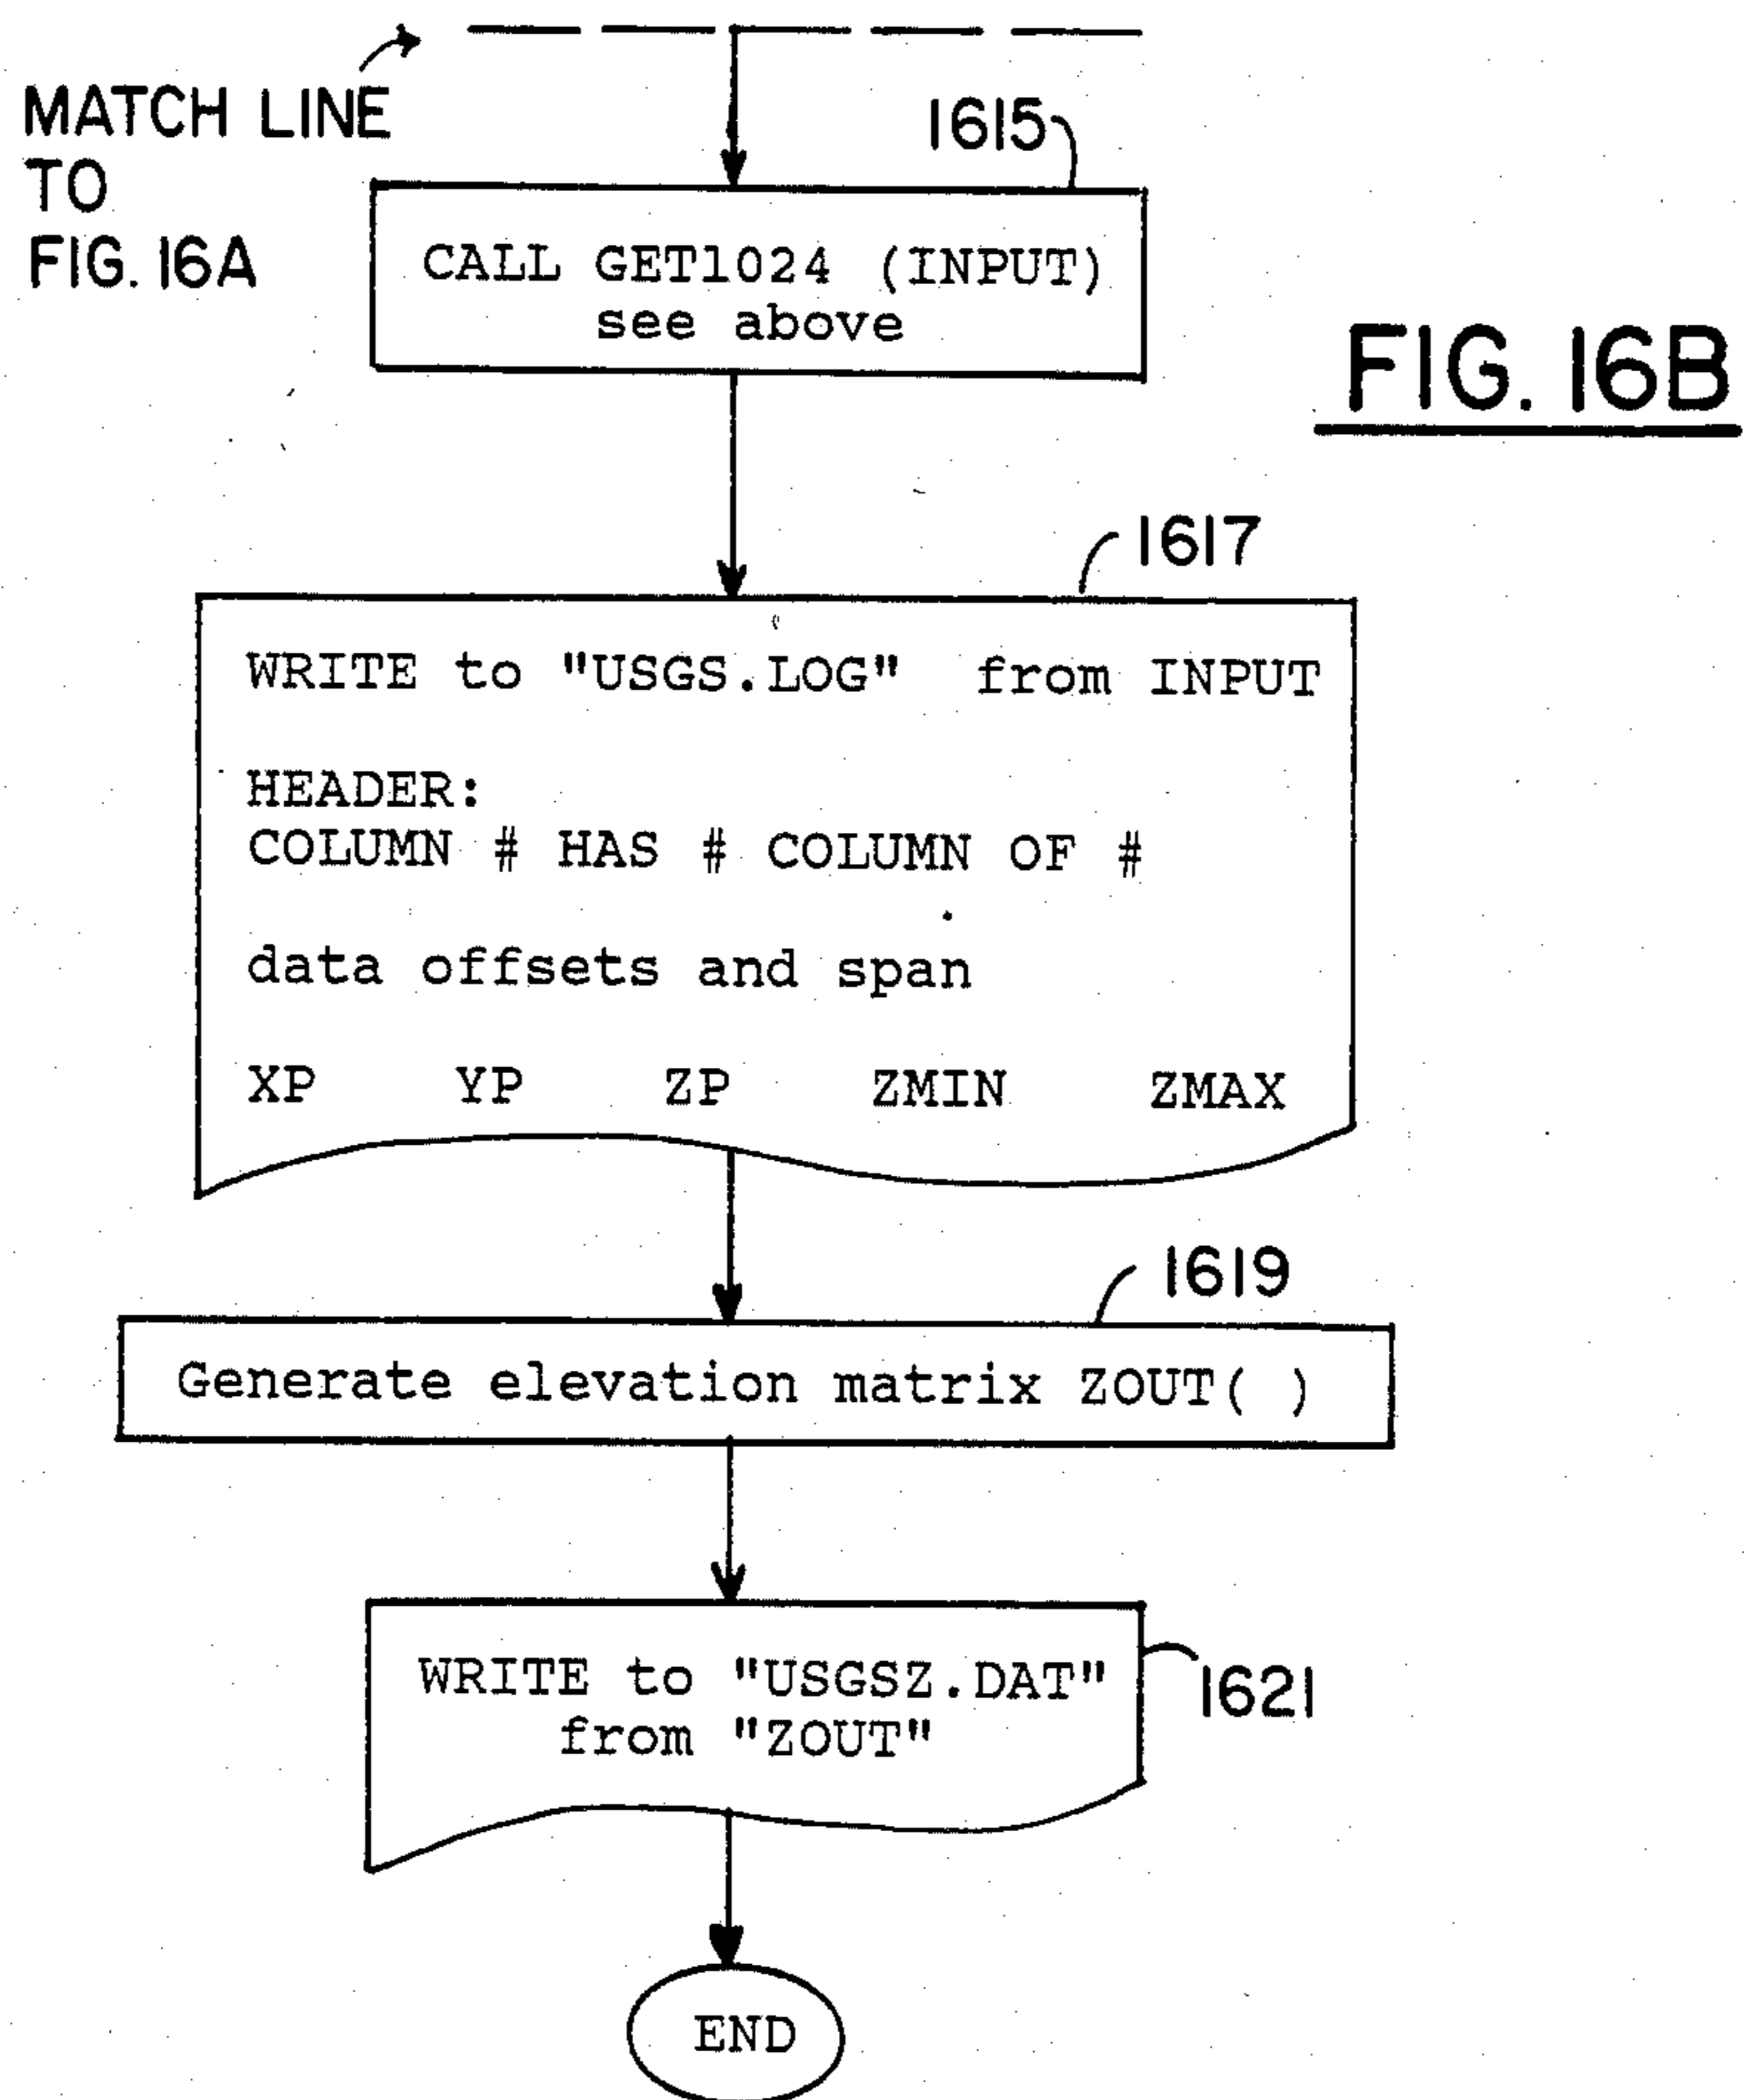 MATCH LINE
TO
FIG. 16A
1615
CALL GET1024 (INPUT)
see above
FIG. 16B
1617
WRITE to "USGS.LOG" from INPUT
HEADER:
COLUMN # HAS # COLUMN OF #
data offsets and span
XP YP ZP ZMIN ZMAX
1619
Generate elevation matrix ZOUT( )
WRITE to "USGSZ.DAT"
from "ZOUT"
1621
END